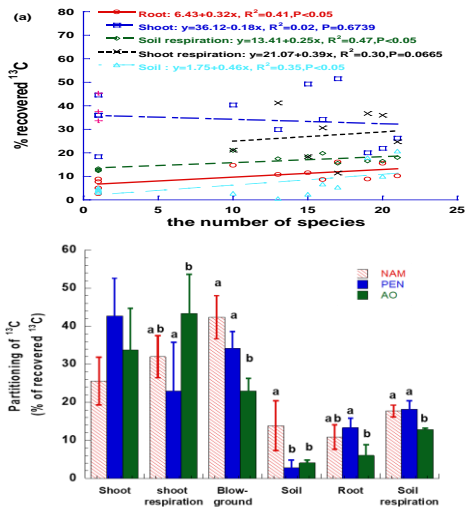 (a)
Root: 6.43+0.32x, R²=0.41,P<0.05
Shoot: y=36.12-0.18x, R²=0.02, P=0.6739
Soil respiration: y=13.41+0.25x, R²=0.47,P<0.05
Shoot respiration: y=21.07+0.39x, R²=0.30,P=0.0665
Soil : y=1.75+0.46x, R²=0.35,P<0.05
% recovered ¹³C
80
70
60
50
40
30
20
10
0
0 5 10 15 20 25
the number of species
Partitioning of ¹³C
(% of recovered ¹³C)
60
50
40
30
20
10
0
NAM
PEN
AO
a b a b
a a b
a b b
a b a b
a a b
Shoot shoot respiration Blow-ground Soil Root Soil respiration